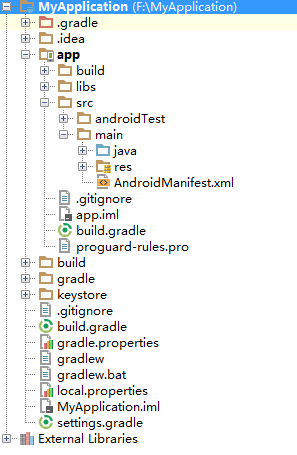 MyApplication (F:\MyApplication)
.gradle
.idea
app
build
libs
src
androidTest
main
java
res
AndroidManifest.xml
.gitignore
app.iml
build.gradle
proguard-rules.pro
build
gradle
keystore
.gitignore
build.gradle
gradle.properties
gradlew
gradlew.bat
local.properties
MyApplication.iml
settings.gradle
External Libraries